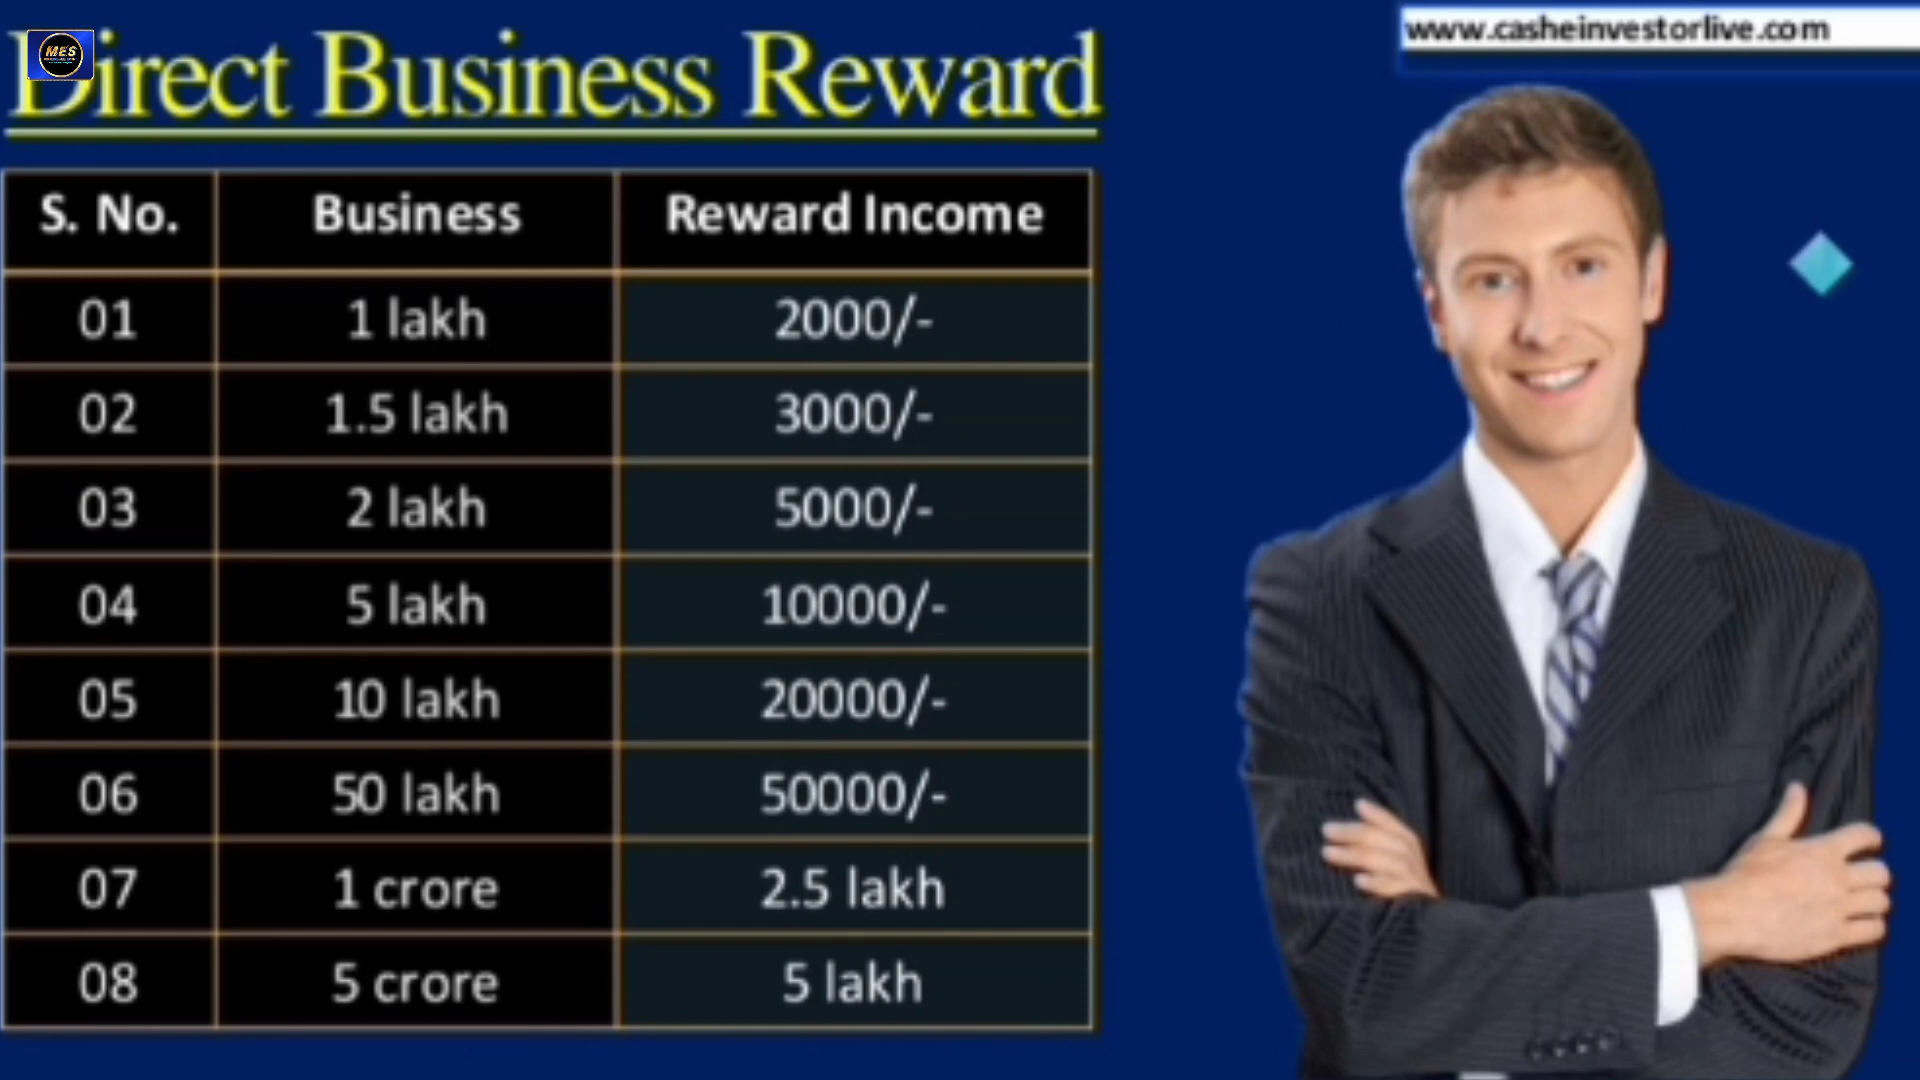 MES
Direct Business Reward
www.casheinvestorlive.com
S. No. Business Reward Income
01 1 lakh 2000/-
02 1.5 lakh 3000/-
03 2 lakh 5000/-
04 5 lakh 10000/-
05 10 lakh 20000/-
06 50 lakh 50000/-
07 1 crore 2.5 lakh
08 5 crore 5 lakh